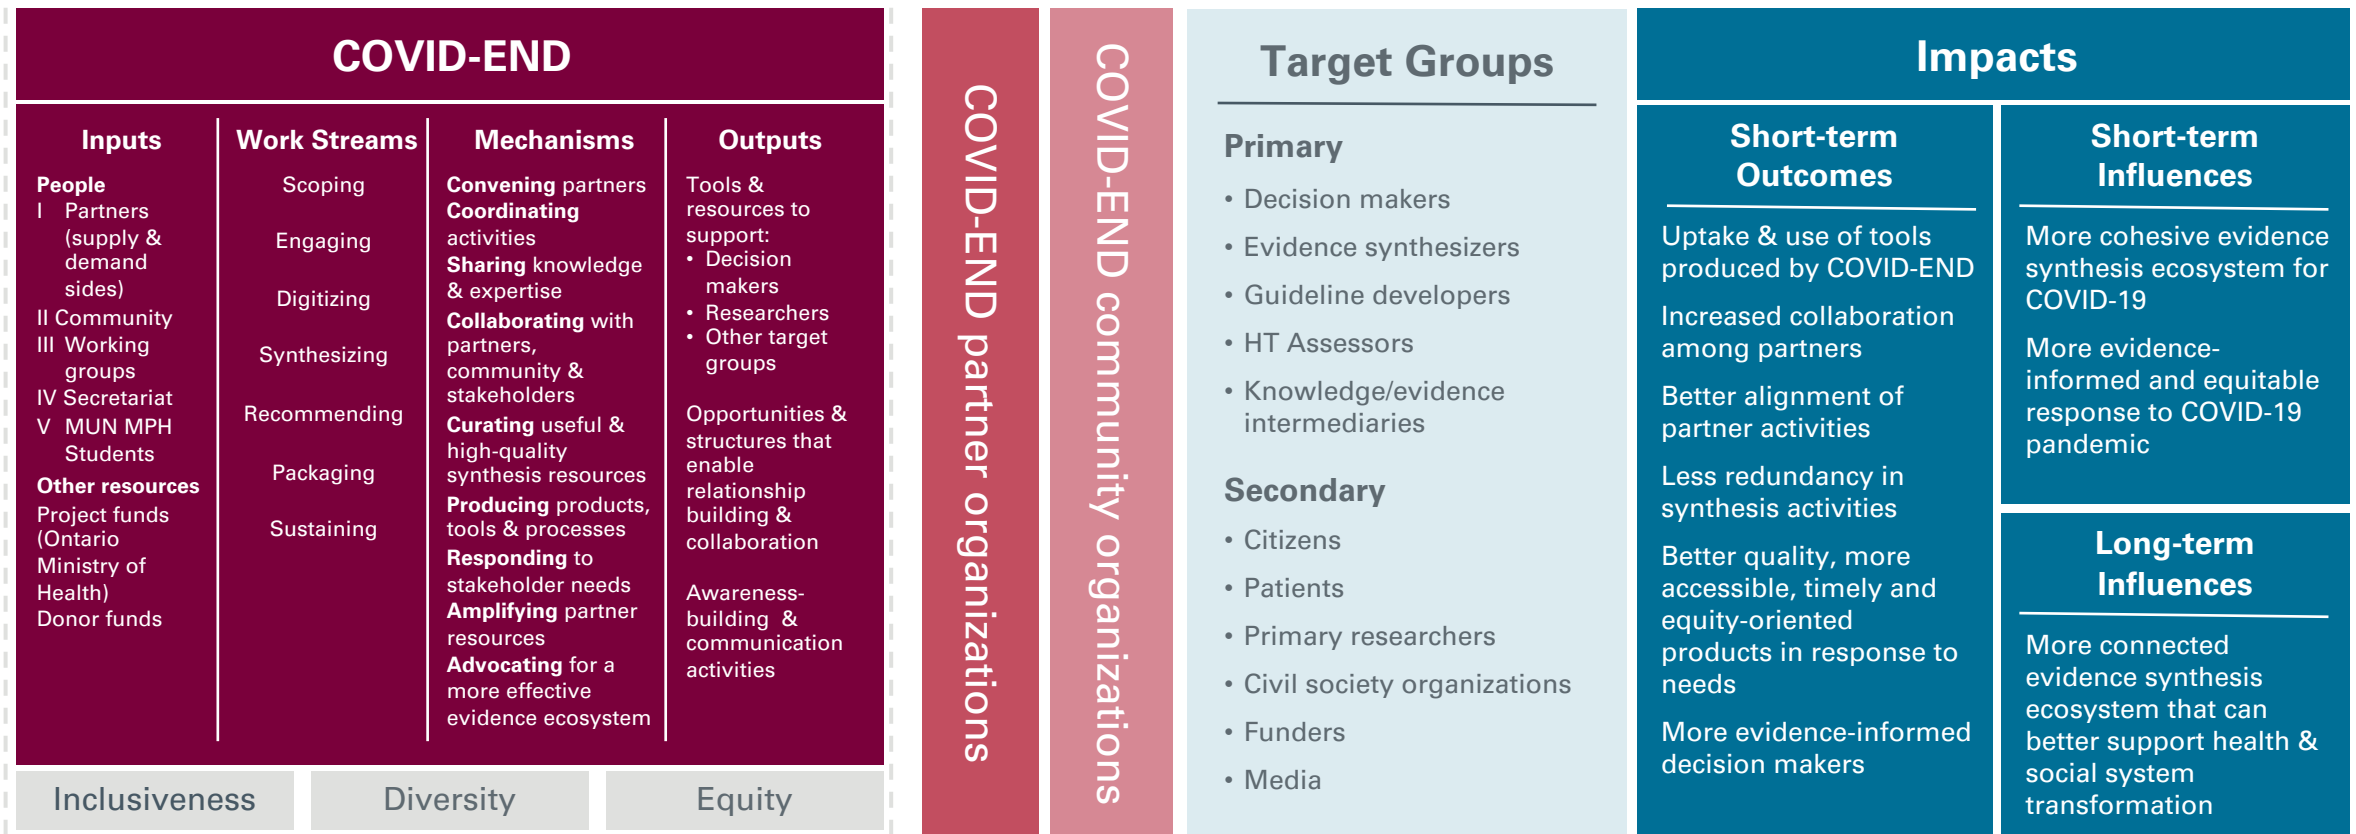 COVID-END
Inputs
People
I Partners
(supply &
demand
sides)
II Community
III Working
groups
IV Secretariat
V MUN MPH
Students
Other resources
Project funds
(Ontario
Ministry of
Health)
Donor funds
Work Streams
Scoping
Engaging
Digitizing
Synthesizing
Recommending
Packaging
Sustaining
Mechanisms
Convening partners
Coordinating
activities
Sharing knowledge
& expertise
Collaborating with
partners,
community &
stakeholders
Curating useful &
high-quality
synthesis resources
Producing products,
tools & processes
Responding to
stakeholder needs
Amplifying partner
resources
Advocating for a
more effective
evidence ecosystem
Outputs
Tools &
resources to
support:
• Decision
makers
• Researchers
• Other target
groups
Opportunities &
structures that
enable
relationship
building &
collaboration
Awareness-
building &
communication
activities
Inclusiveness
Diversity
Equity
COVID-END partner organizations
COVID-END community organizations
Target Groups
Primary
• Decision makers
• Evidence synthesizers
• Guideline developers
• HT Assessors
• Knowledge/evidence
intermediaries
Secondary
• Citizens
• Patients
• Primary researchers
• Civil society organizations
• Funders
• Media
Impacts
Short-term
Outcomes
Uptake & use of tools
produced by COVID-END
Increased collaboration
among partners
Better alignment of
partner activities
Less redundancy in
synthesis activities
Better quality, more
accessible, timely and
equity-oriented
products in response to
needs
More evidence-informed
decision makers
Short-term
Influences
More cohesive evidence
synthesis ecosystem for
COVID-19
More evidence-
informed and equitable
response to COVID-19
pandemic
Long-term
Influences
More connected
evidence synthesis
ecosystem that can
better support health &
social system
transformation